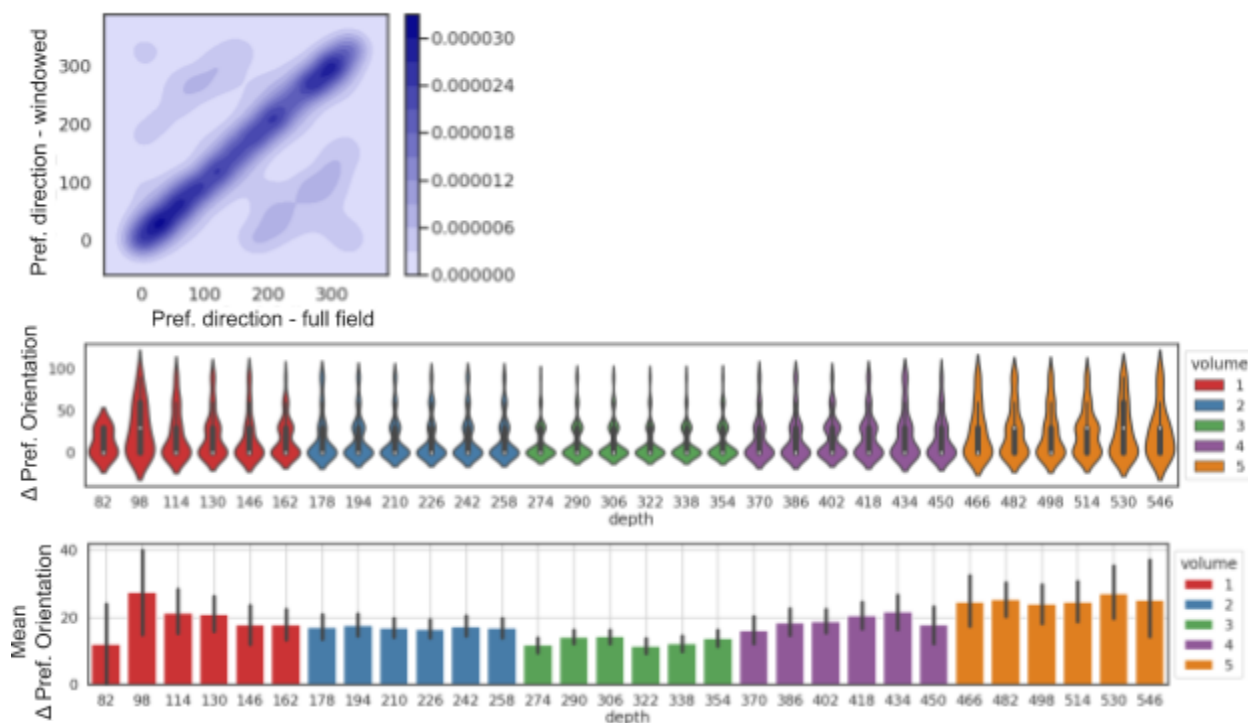 Pref. direction - windowed
300
200
100
0
0 100 200 300
Pref. direction - full field
0.000030
0.000024
0.000018
0.000012
0.000006
0.000000
Δ Pref. Orientation
100
50
0
82 98 114 130 146 162 178 194 210 226 242 258 274 290 306 322 338 354 370 386 402 418 434 450 466 482 498 514 530 546
depth
volume
1
2
3
4
5
Mean
Δ Pref. Orientation
40
20
0
82 98 114 130 146 162 178 194 210 226 242 258 274 290 306 322 338 354 370 386 402 418 434 450 466 482 498 514 530 546
depth
volume
1
2
3
4
5